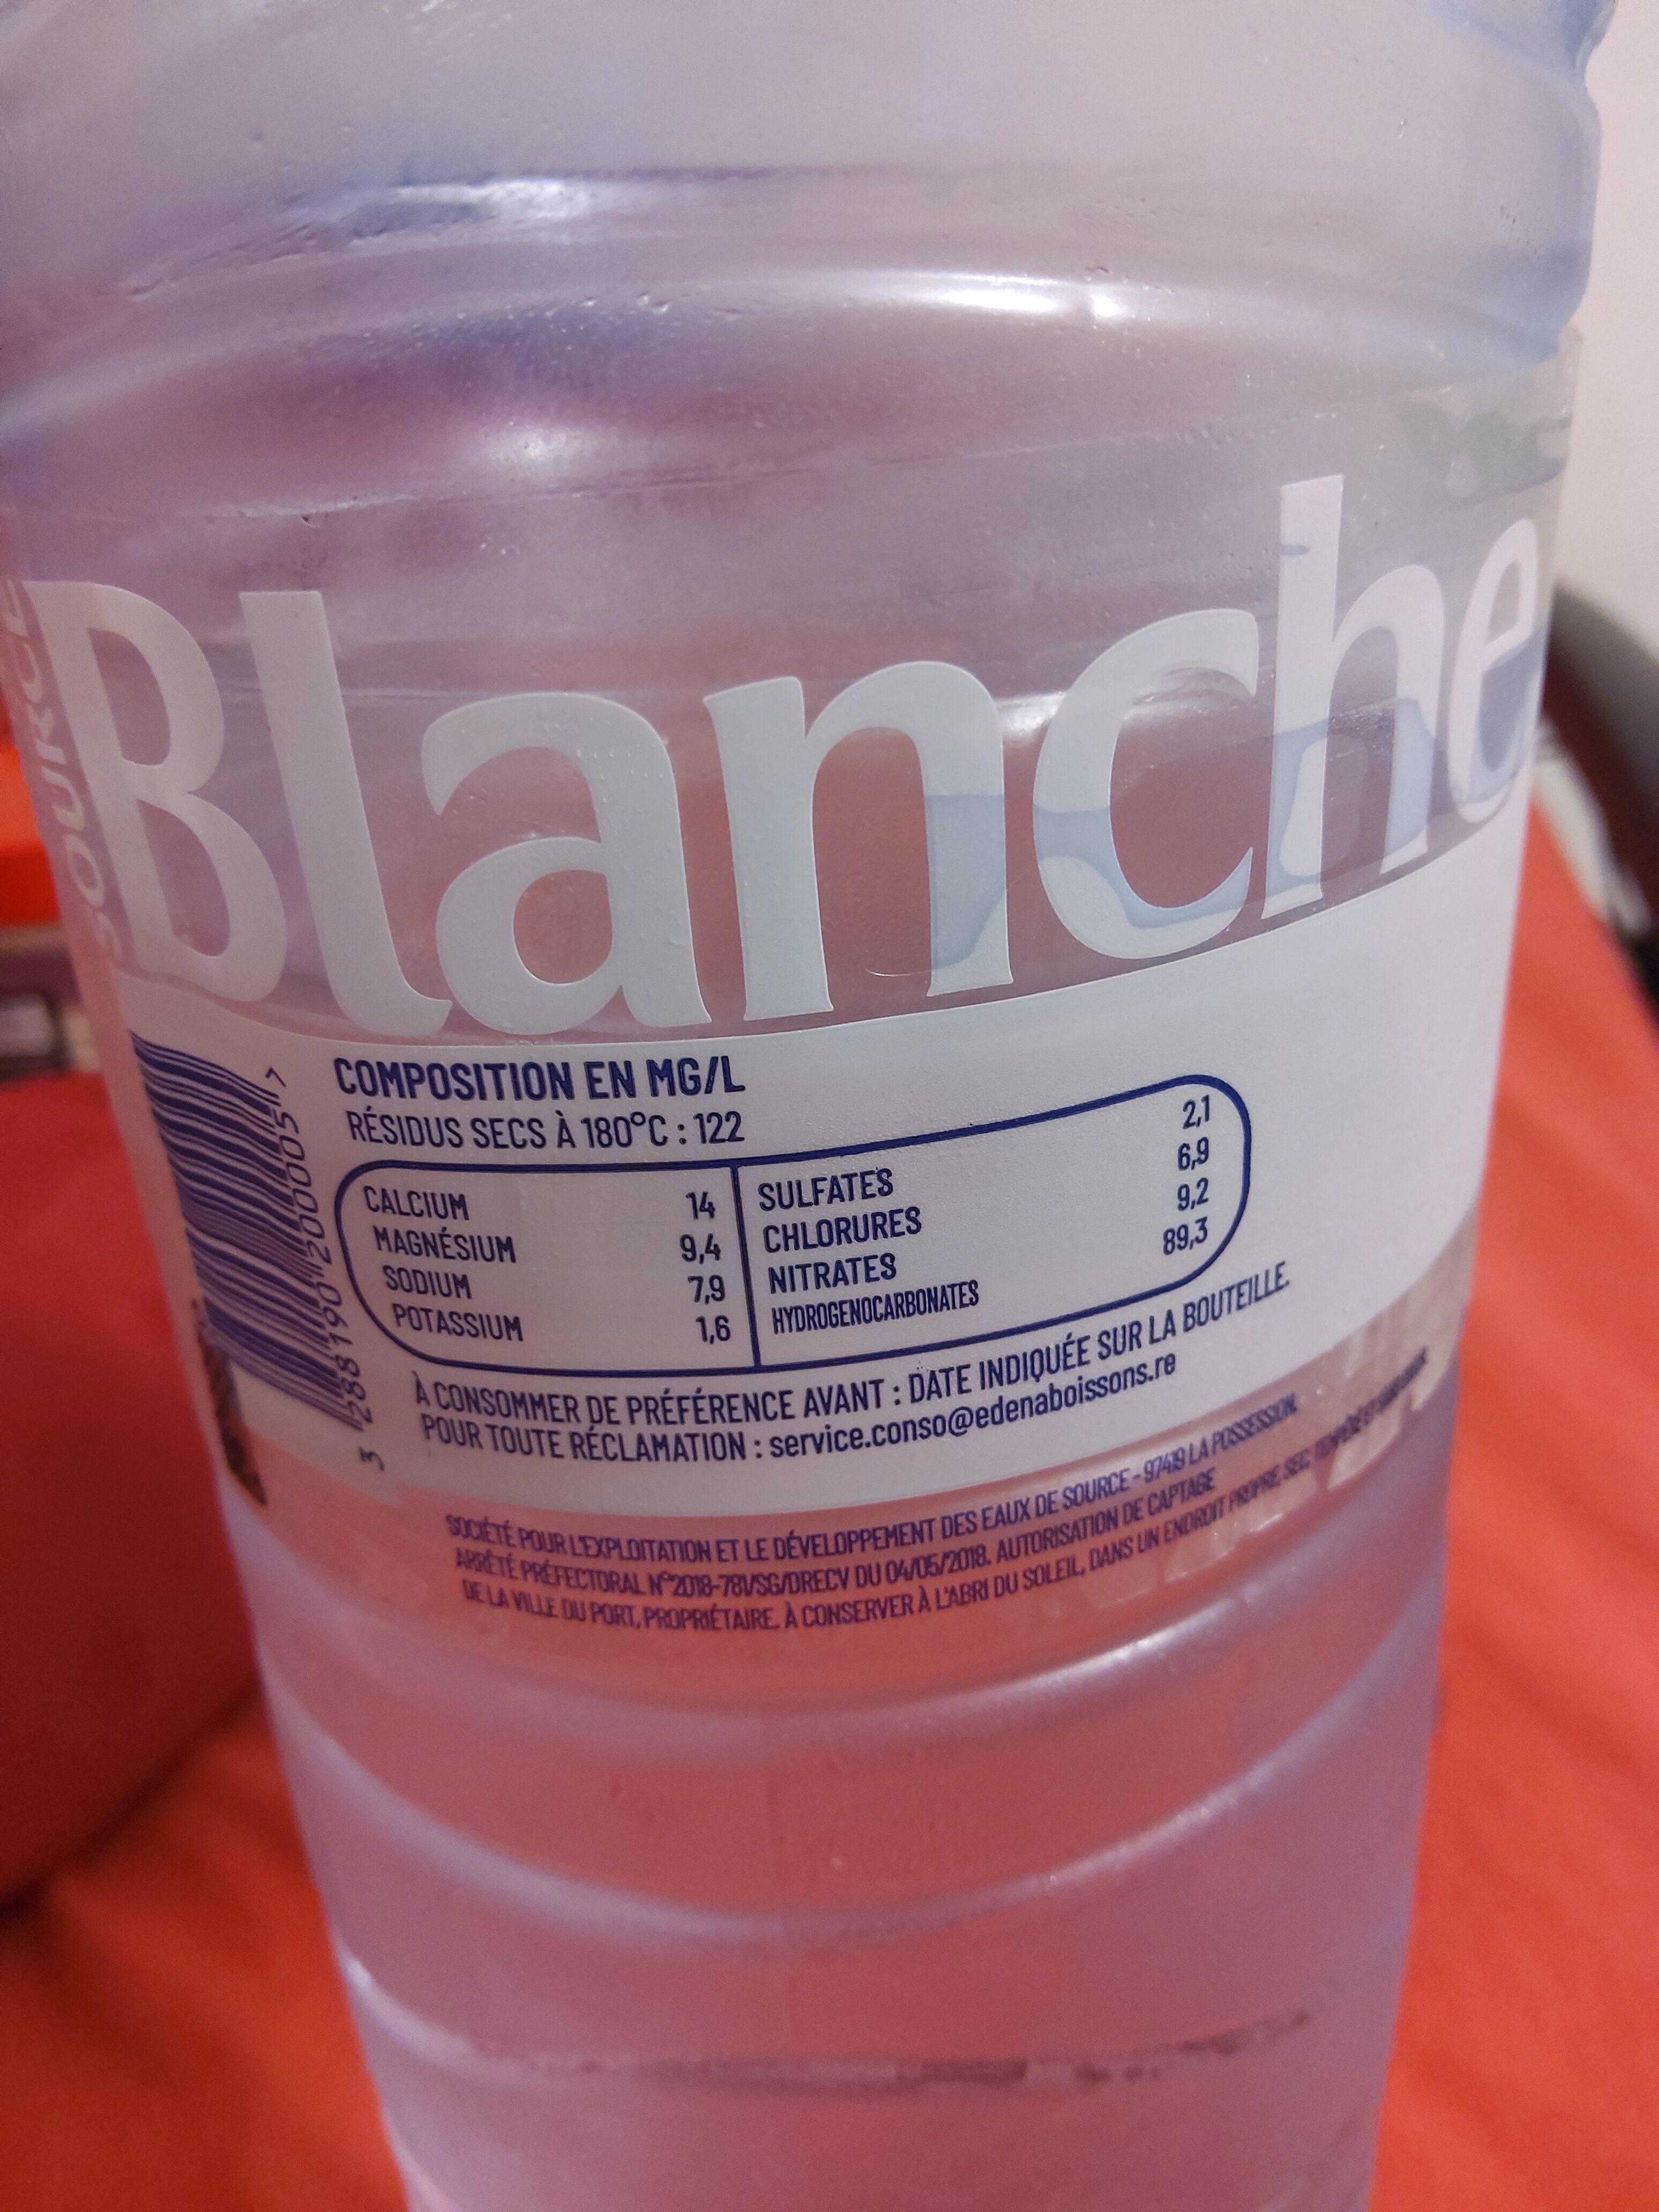 SOURCE
Blanche
3 288190 200005 >
COMPOSITION EN MG/L
RÉSIDUS SECS À 180°C : 122
CALCIUM 14
MAGNÉSIUM 9,4
SODIUM 7,9
POTASSIUM 1,6
SULFATES 2,1
CHLORURES 6,9
NITRATES 9,2
HYDROGENOCARBONATES 89,3
À CONSOMMER DE PRÉFÉRENCE AVANT : DATE INDIQUÉE SUR LA BOUTEILLE.
POUR TOUTE RÉCLAMATION : service.conso@edenaboissons.re
SOCIÉTÉ POUR L'EXPLOITATION ET LE DÉVELOPPEMENT DES EAUX DE SOURCE - 97419 LA POSSESSION.
ARRÊTÉ PRÉFECTORAL N°2018-781/SG/DRECV DU 04/05/2018. AUTORISATION DE CAPTAGE
DE LA VILLE DU PORT, PROPRIÉTAIRE. À CONSERVER À L'ABRI DU SOLEIL, DANS UN ENDROIT PROPRE, SEC, TEMPÉRÉ ET SANS ODEUR.